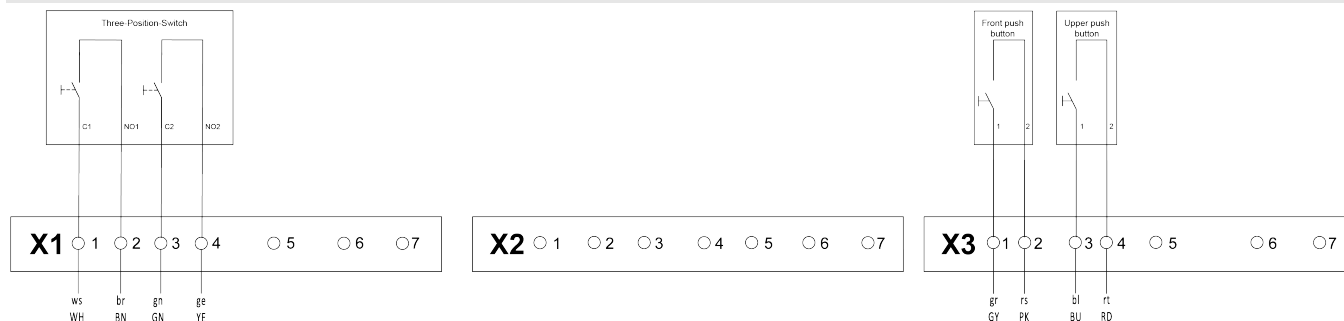 Three-Position-Switch
C1 NO1 C2 NO2
Front push
button
1 2
Upper push
button
1 2
X1 1 2 3 4 5 6 7
ws br gn ge
WH BN GN YE
X2 1 2 3 4 5 6 7
X3 1 2 3 4 5 6 7
gr rs bl rt
GY PK BU RD